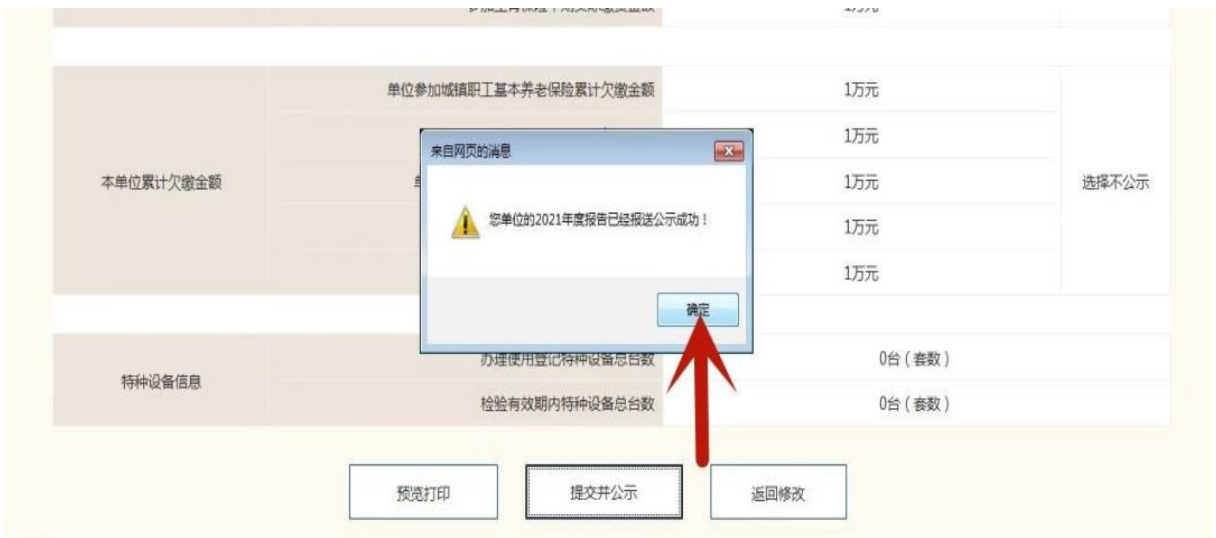 1万元
单位参加城镇职工基本养老保险累计欠缴金额
1万元
来自网页的消息
1万元
本单位累计欠缴金额
1万元
选择不公示
您单位的2021年度报告已经报送公示成功！
1万元
1万元
确定
办理使用登记特种设备总台数
0台（套数）
特种设备信息
检验有效期内特种设备总台数
0台（套数）
预览打印
提交并公示
返回修改